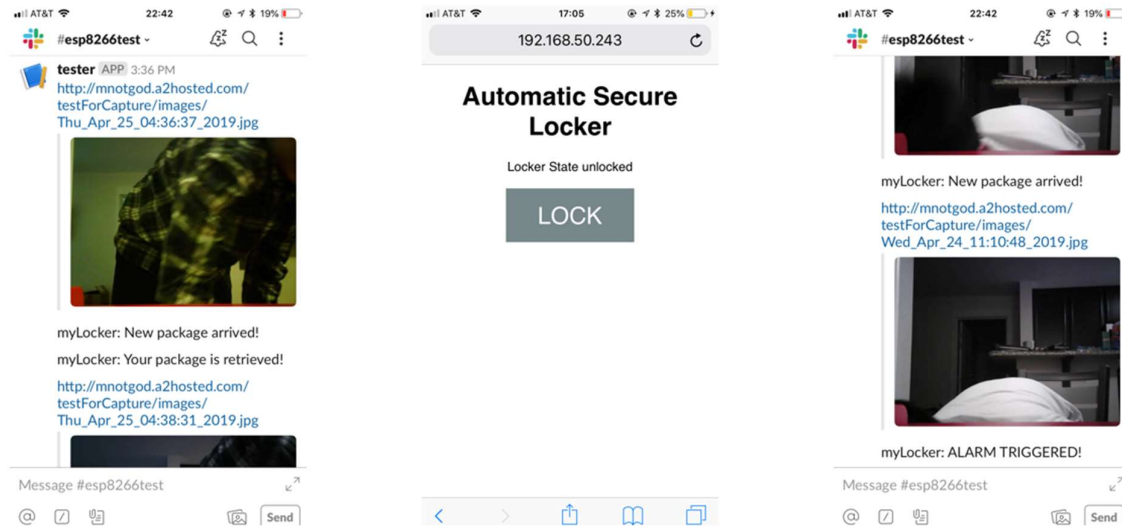 AT&T 22:42 19%
#esp8266test
tester APP 3:36 PM
http://mnotgod.a2hosted.com/
testForCapture/images/
Thu_Apr_25_04:36:37_2019.jpg
myLocker: New package arrived!
myLocker: Your package is retrieved!
http://mnotgod.a2hosted.com/
testForCapture/images/
Thu_Apr_25_04:38:31_2019.jpg
Message #esp8266test
Send
AT&T 17:05 25%
192.168.50.243
Automatic Secure
Locker
Locker State unlocked
LOCK
AT&T 22:42 19%
#esp8266test
myLocker: New package arrived!
http://mnotgod.a2hosted.com/
testForCapture/images/
Wed_Apr_24_11:10:48_2019.jpg
myLocker: ALARM TRIGGERED!
Message #esp8266test
Send